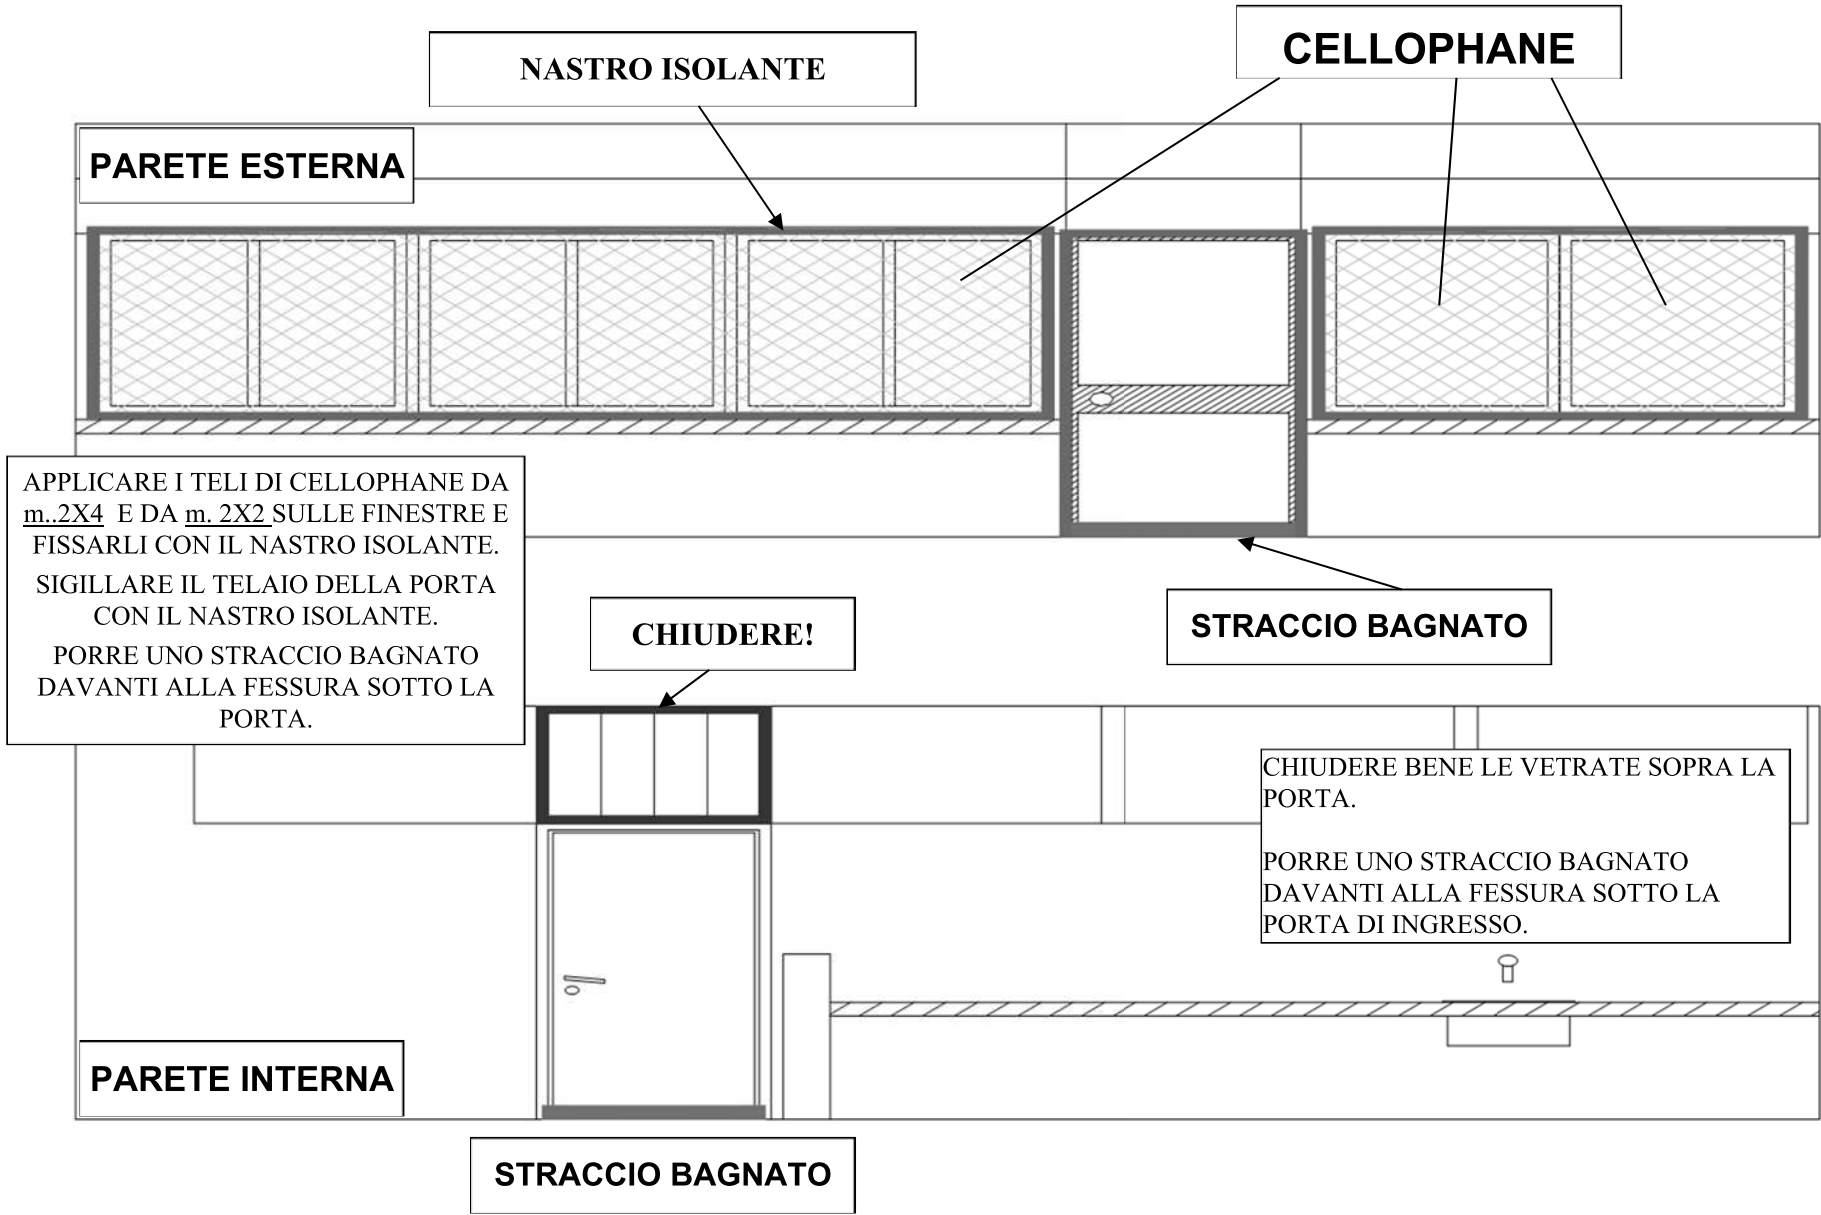 NASTRO ISOLANTE
CELLOPHANE
PARETE ESTERNA
APPLICARE I TELI DI CELLOPHANE DA
m..2X4 E DA m. 2X2 SULLE FINESTRE E
FISSARLI CON IL NASTRO ISOLANTE.
SIGILLARE IL TELAIO DELLA PORTA
CON IL NASTRO ISOLANTE.
PORRE UNO STRACCIO BAGNATO
DAVANTI ALLA FESSURA SOTTO LA
PORTA.
STRACCIO BAGNATO
CHIUDERE!
CHIUDERE BENE LE VETRATE SOPRA LA
PORTA.
PORRE UNO STRACCIO BAGNATO
DAVANTI ALLA FESSURA SOTTO LA
PORTA DI INGRESSO.
PARETE INTERNA
STRACCIO BAGNATO